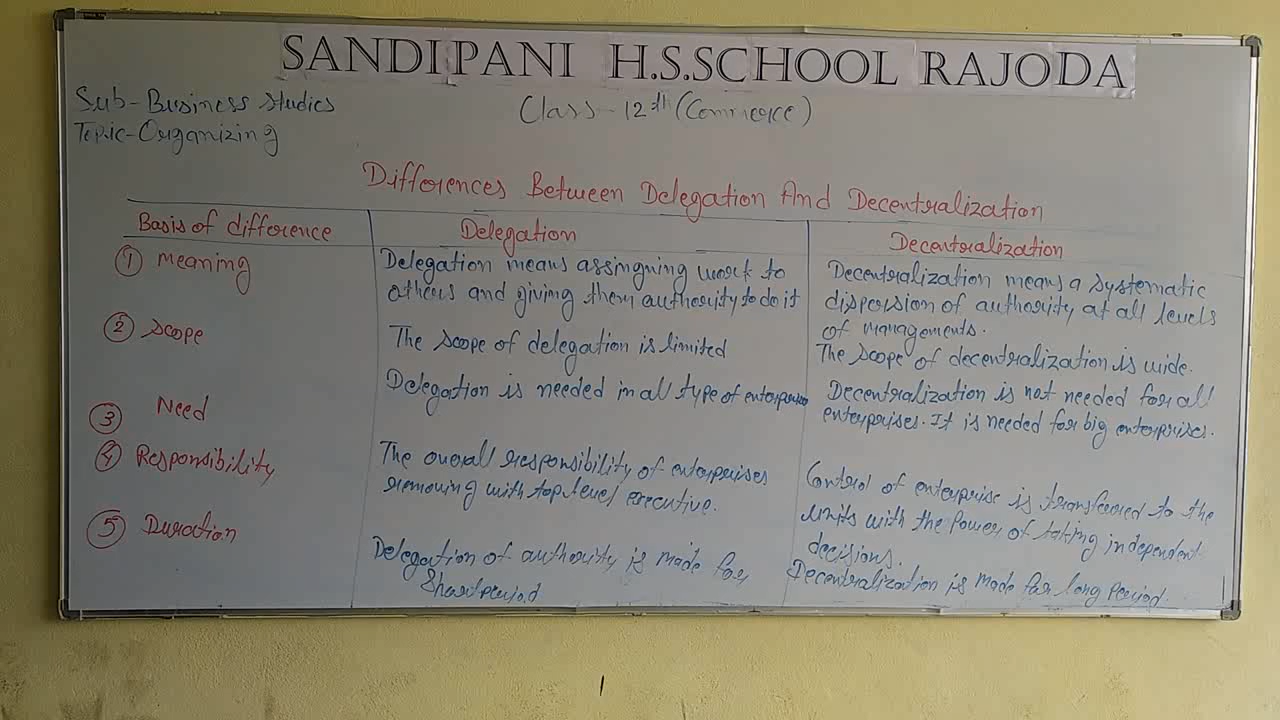 SANDIPANI H.S.SCHOOL RAJODA
Sub-Business studies
Class-12th (Commerce)
Topic-Organizing
Differences Between Delegation And Decentralization
Basis of difference
Delegation
Decentralization
① Meaning
Delegation means assingning work to
others and giving them authority to do it
Decentralization means a systematic
dispersion of authority at all levels
of managements.
② Scope
The scope of delegation is limited
The scope of decentralization is wide.
③ Need
Delegation is needed in all type of enterprises
Decentralization is not needed for all
enterprises. It is needed for big enterprises.
④ Responsibility
The overall responsibility of enterprises
remoning with top level executive.
Control of enterprise is transferred to the
units with the Power of taking independent
decisions.
⑤ Duration
Delegation of authority is made for
Short period
Decentralization is made for long Period.